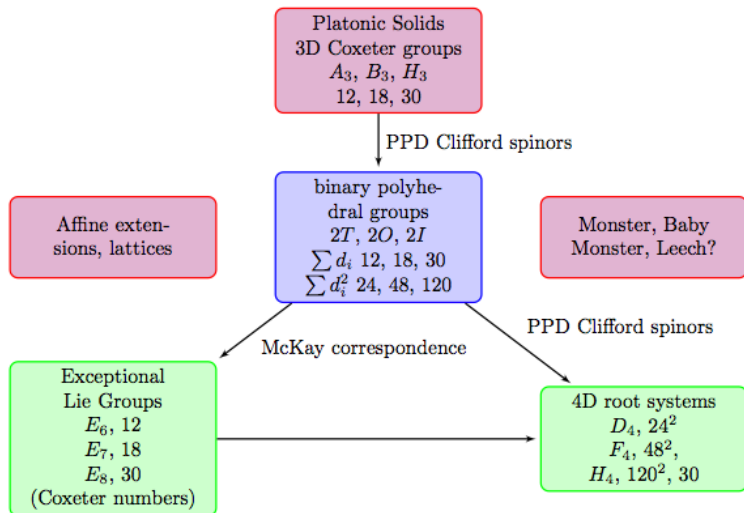 Platonic Solids
3D Coxeter groups
A₃, B₃, H₃
12, 18, 30
PPD Clifford spinors
binary polyhe-
dral groups
2T, 2O, 2I
∑ dᵢ 12, 18, 30
∑ dᵢ² 24, 48, 120
Affine exten-
sions, lattices
Monster, Baby
Monster, Leech?
PPD Clifford spinors
McKay correspondence
Exceptional
Lie Groups
E₆, 12
E₇, 18
E₈, 30
(Coxeter numbers)
4D root systems
D₄, 24²
F₄, 48²,
H₄, 120², 30